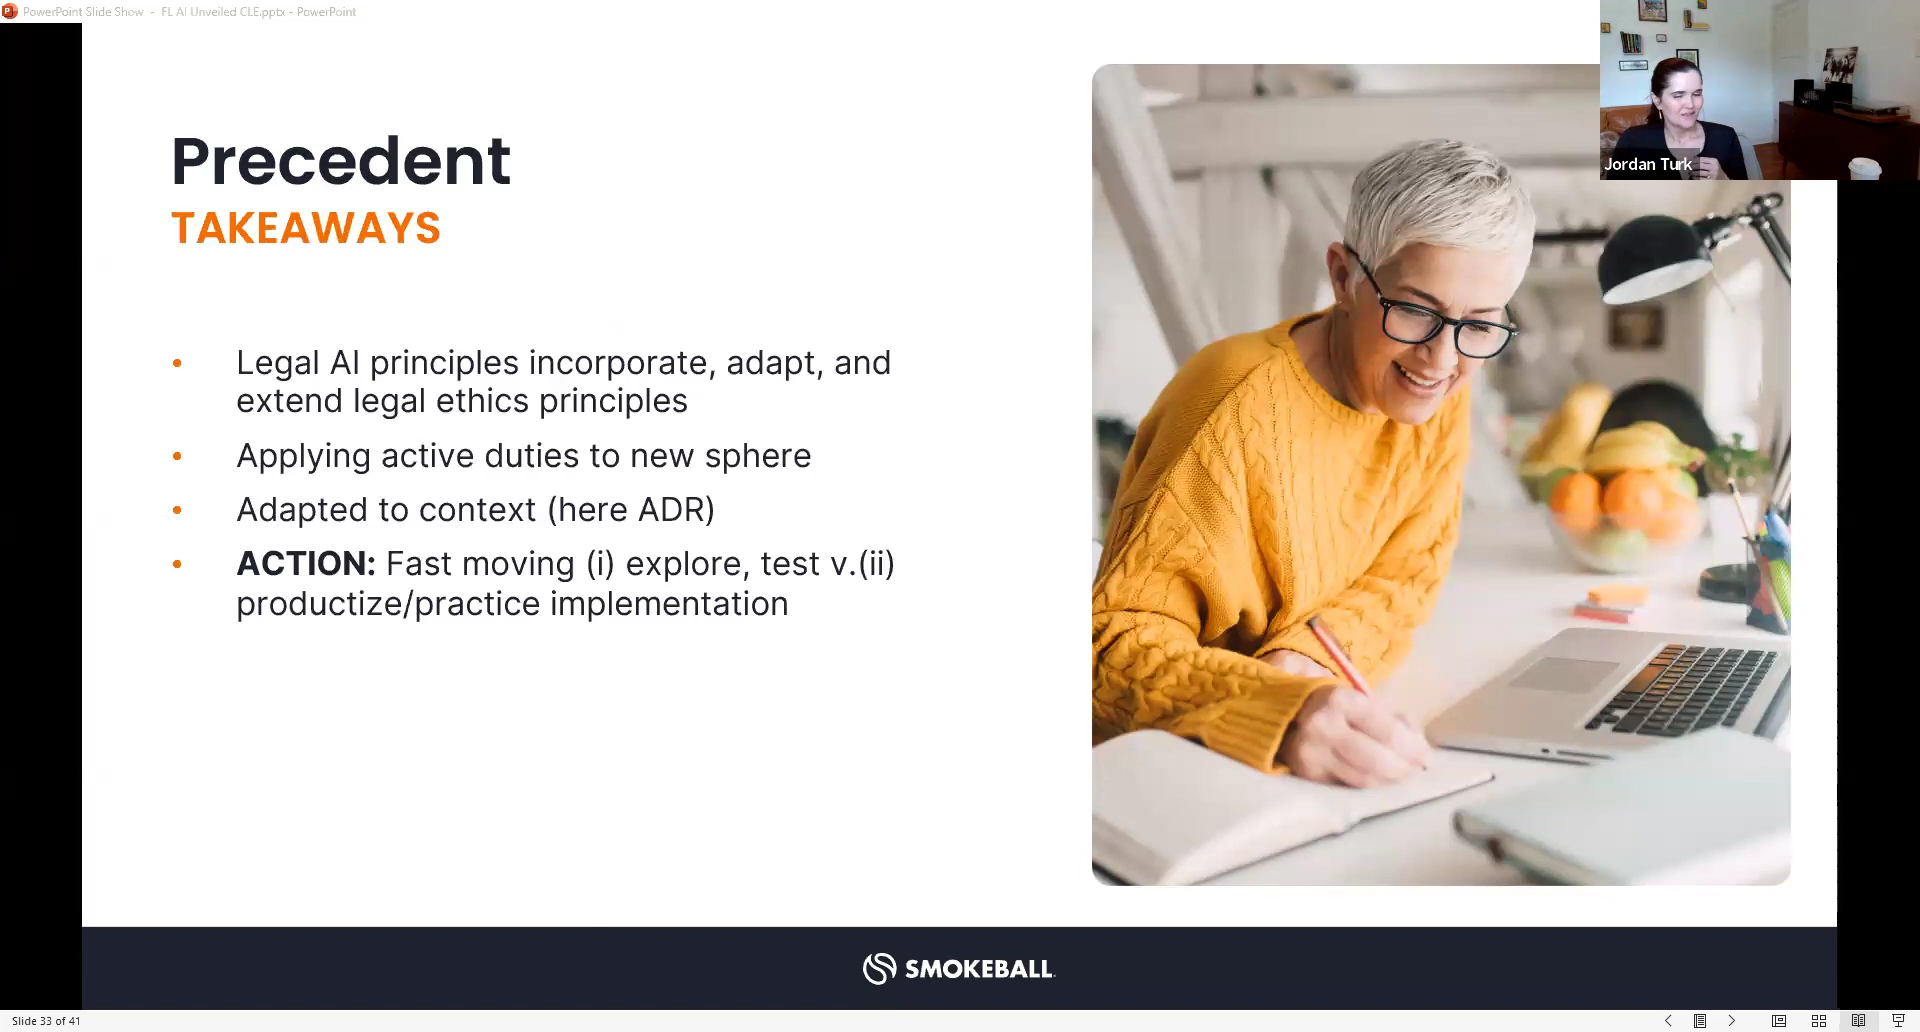 PowerPoint Slide Show - FL AI Unveiled CLE.pptx - PowerPoint
Jordan Turk
Precedent
TAKEAWAYS
• Legal AI principles incorporate, adapt, and
extend legal ethics principles
• Applying active duties to new sphere
• Adapted to context (here ADR)
• ACTION: Fast moving (i) explore, test v.(ii)
productize/practice implementation
SMOKEBALL
Slide 33 of 41